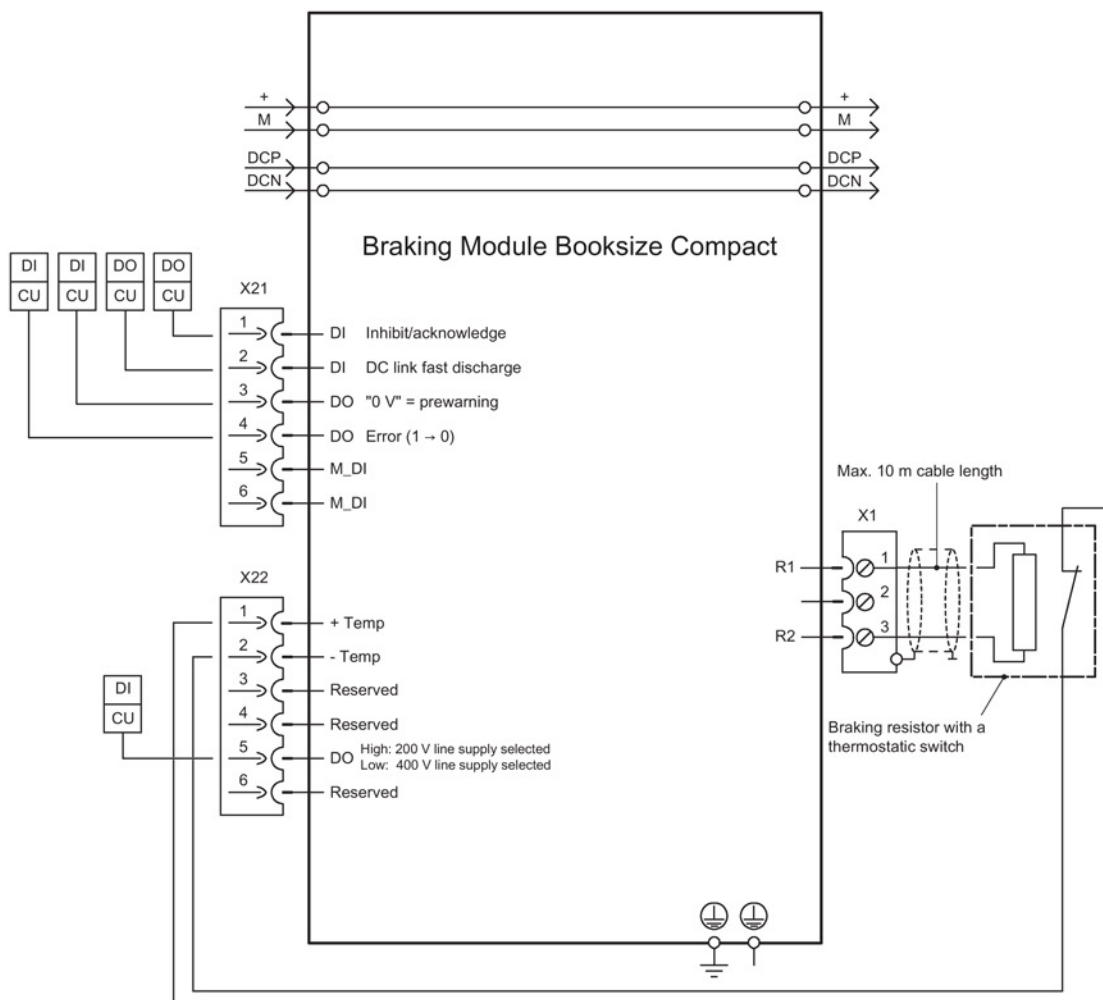 + +
M M
DCP DCP
DCN DCN
Braking Module Booksize Compact
DI DI DO DO
CU CU CU CU
X21
1 DI Inhibit/acknowledge
2 DI DC link fast discharge
3 DO "0 V" = prewarning
4 DO Error (1 → 0)
5 M_DI
6 M_DI
Max. 10 m cable length
X1
R1 1
2
R2 3
Braking resistor with a
thermostatic switch
X22
1 + Temp
2 - Temp
3 Reserved
4 Reserved
DI
CU
5 DO High: 200 V line supply selected
Low: 400 V line supply selected
6 Reserved